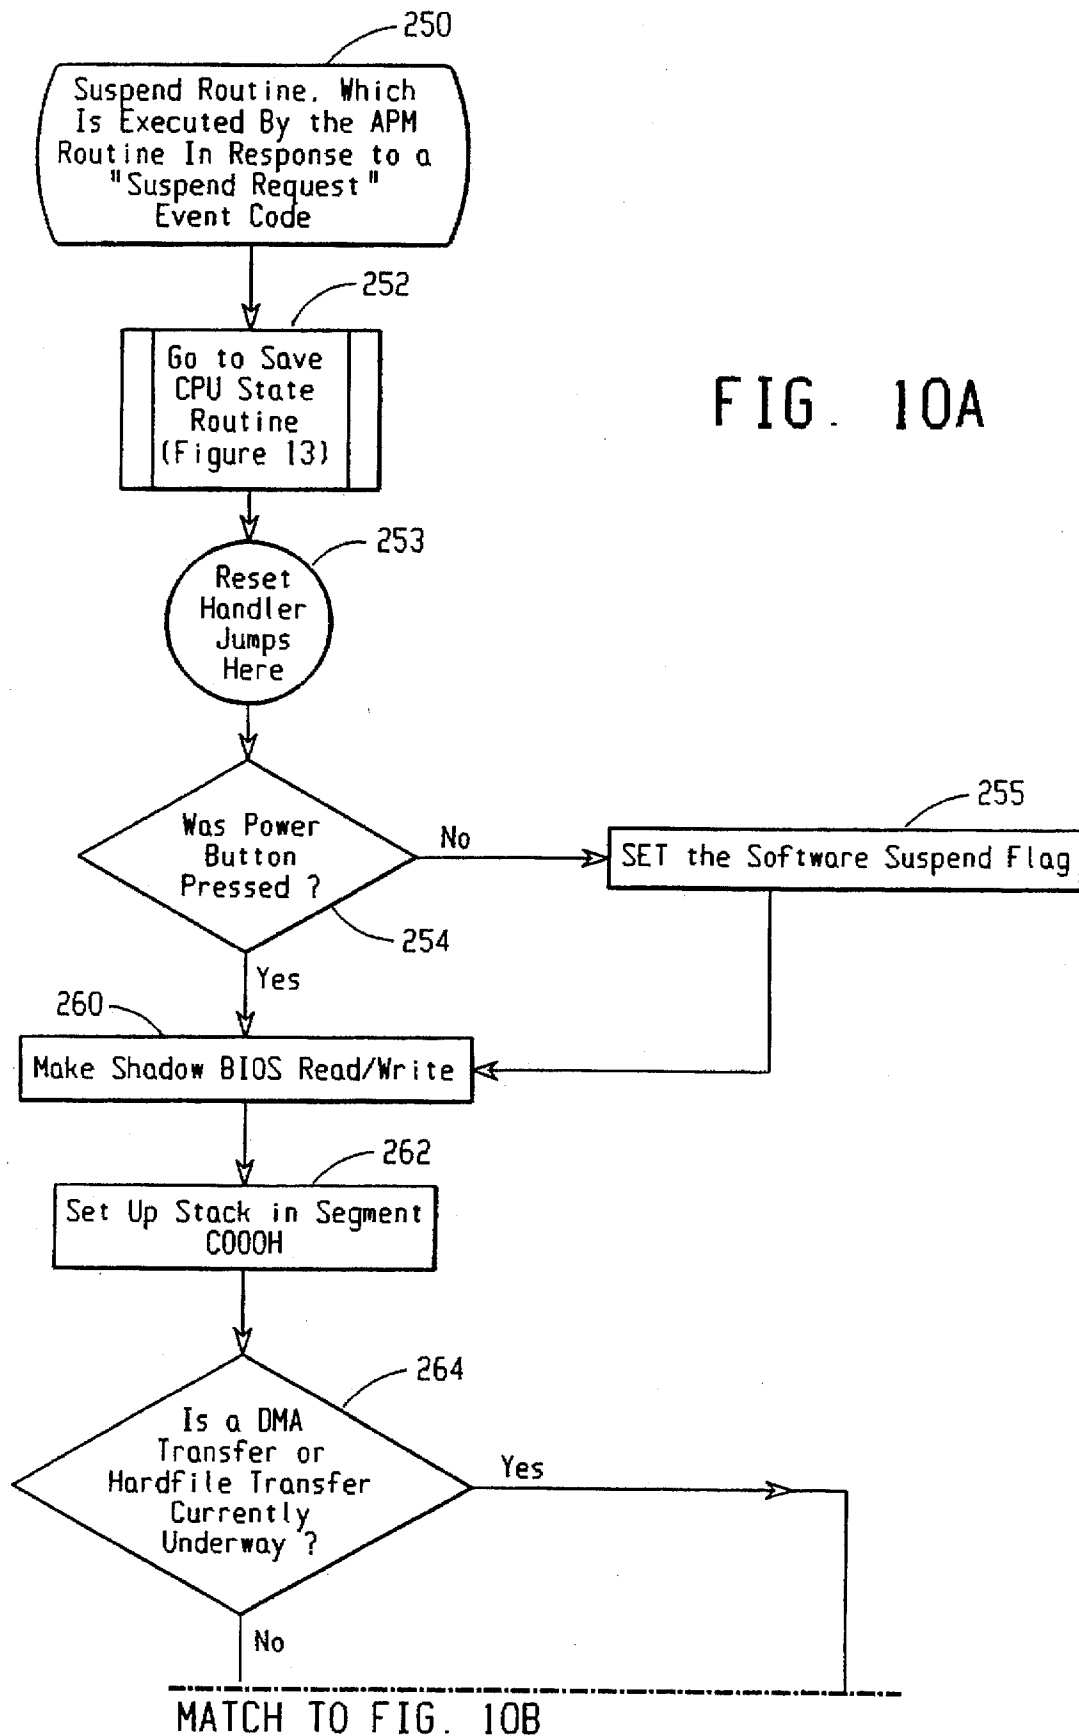 250
Suspend Routine, Which
Is Executed By the APM
Routine In Response to a
"Suspend Request"
Event Code
252
Go to Save
CPU State
Routine
(Figure 13)
FIG. 10A
253
Reset
Handler
Jumps
Here
Was Power
Button
Pressed ?
254
No
255
SET the Software Suspend Flag
Yes
260
Make Shadow BIOS Read/Write
262
Set Up Stack in Segment
C000H
264
Is a DMA
Transfer or
Hardfile Transfer
Currently
Underway ?
Yes
No
MATCH TO FIG. 10B